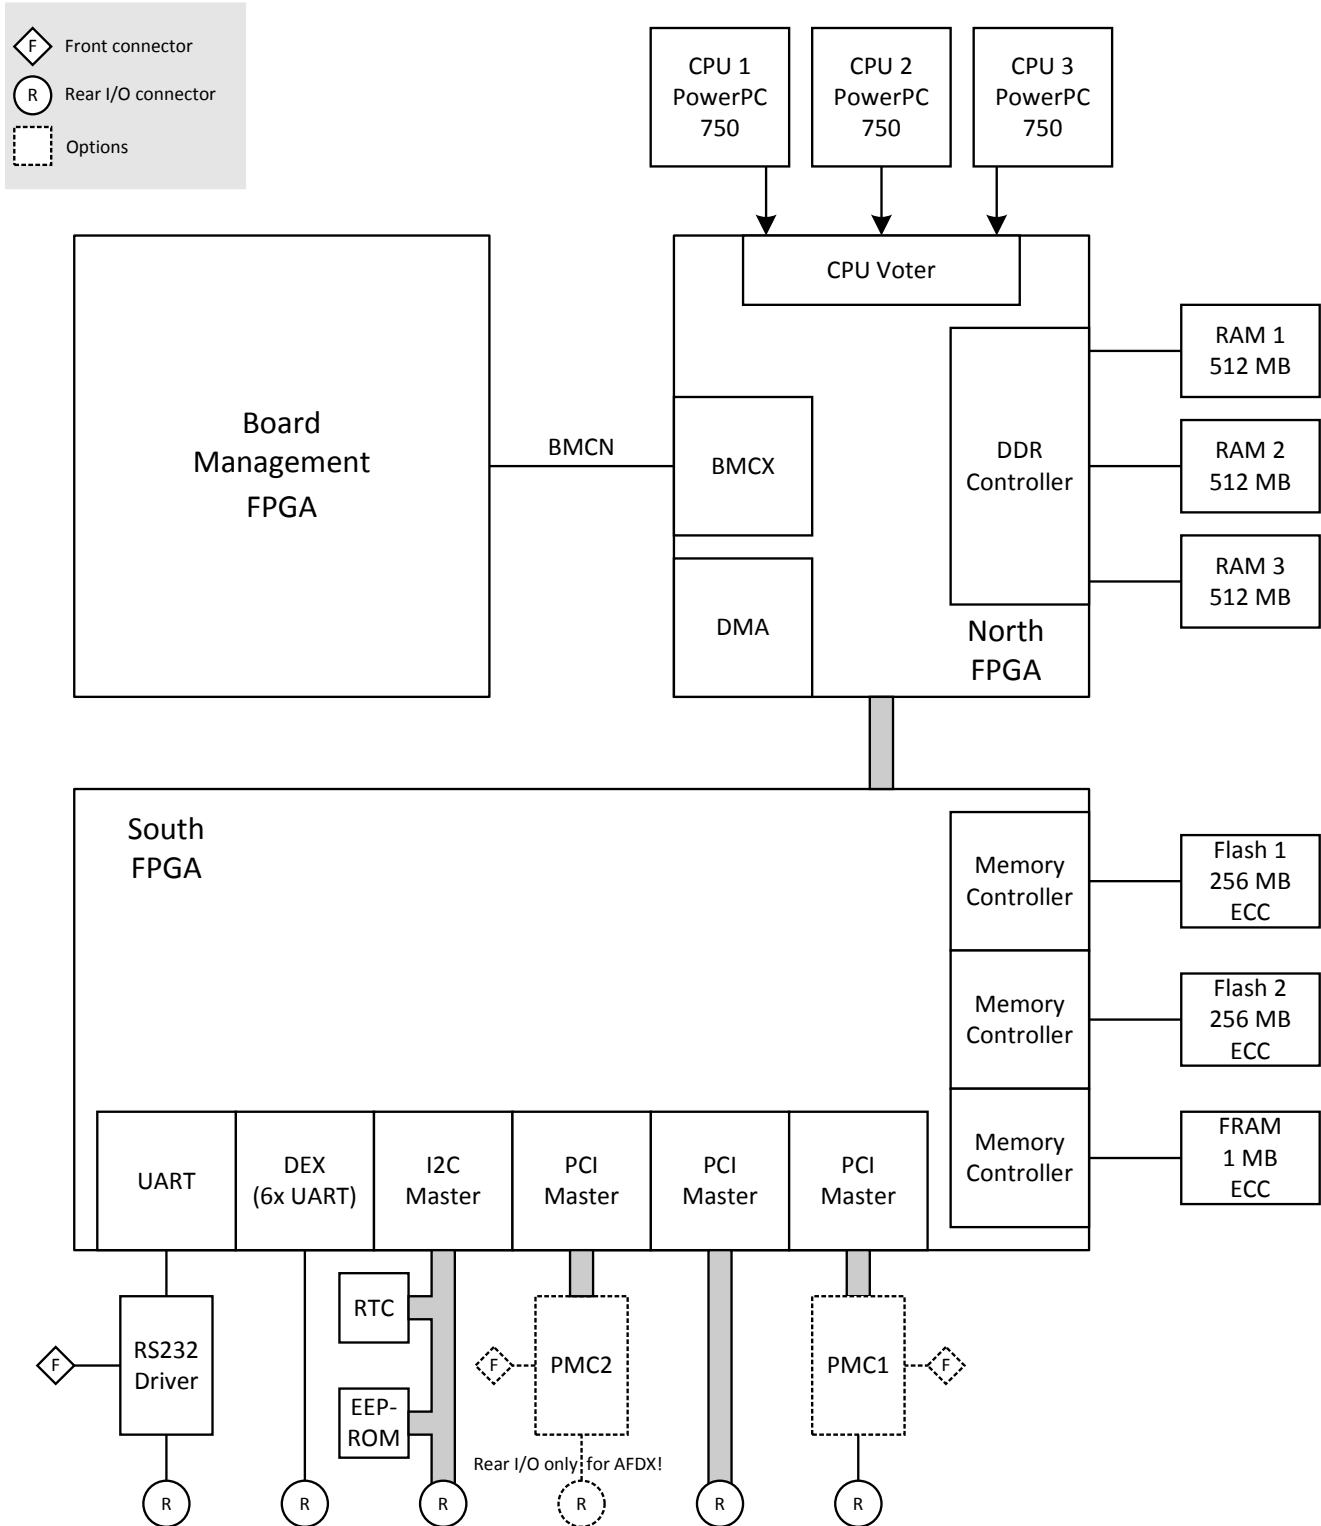 F
Front connector
R
Rear I/O connector
Options
CPU 1
PowerPC
750
CPU 2
PowerPC
750
CPU 3
PowerPC
750
CPU Voter
RAM 1
512 MB
Board
Management
FPGA
BMCN
BMCX
DDR
Controller
RAM 2
512 MB
RAM 3
512 MB
DMA
North
FPGA
South
FPGA
Memory
Controller
Flash 1
256 MB
ECC
Memory
Controller
Flash 2
256 MB
ECC
Memory
Controller
FRAM
1 MB
ECC
UART
DEX
(6x UART)
I2C
Master
PCI
Master
PCI
Master
PCI
Master
RTC
F
RS232
Driver
F
PMC2
PMC1
F
EEP-
ROM
Rear I/O only for AFDX!
R
R
R
R
R
R